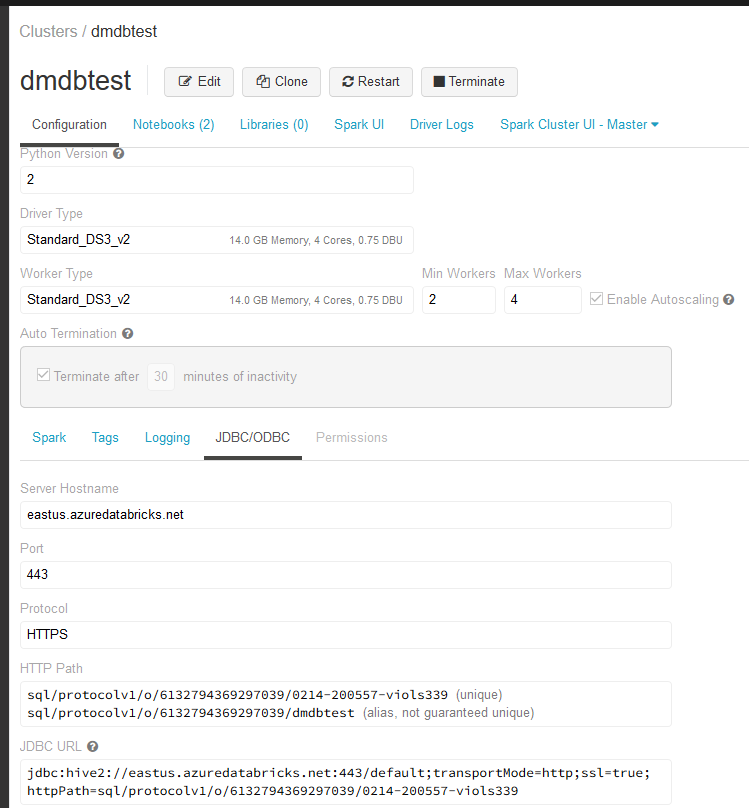 Clusters / dmdbtest
dmdbtest Edit Clone Restart Terminate
Configuration Notebooks (2) Libraries (0) Spark UI Driver Logs Spark Cluster UI - Master
Python Version
2
Driver Type
Standard_DS3_v2 14.0 GB Memory, 4 Cores, 0.75 DBU
Worker Type Min Workers Max Workers
Standard_DS3_v2 14.0 GB Memory, 4 Cores, 0.75 DBU 2 4 Enable Autoscaling
Auto Termination
Terminate after 30 minutes of inactivity
Spark Tags Logging JDBC/ODBC Permissions
Server Hostname
eastus.azuredatabricks.net
Port
443
Protocol
HTTPS
HTTP Path
sql/protocolv1/o/6132794369297039/0214-200557-viols339 (unique)
sql/protocolv1/o/6132794369297039/dmdbtest (alias, not guaranteed unique)
JDBC URL
jdbc:hive2://eastus.azuredatabricks.net:443/default;transportMode=http;ssl=true;
httpPath=sql/protocolv1/o/6132794369297039/0214-200557-viols339